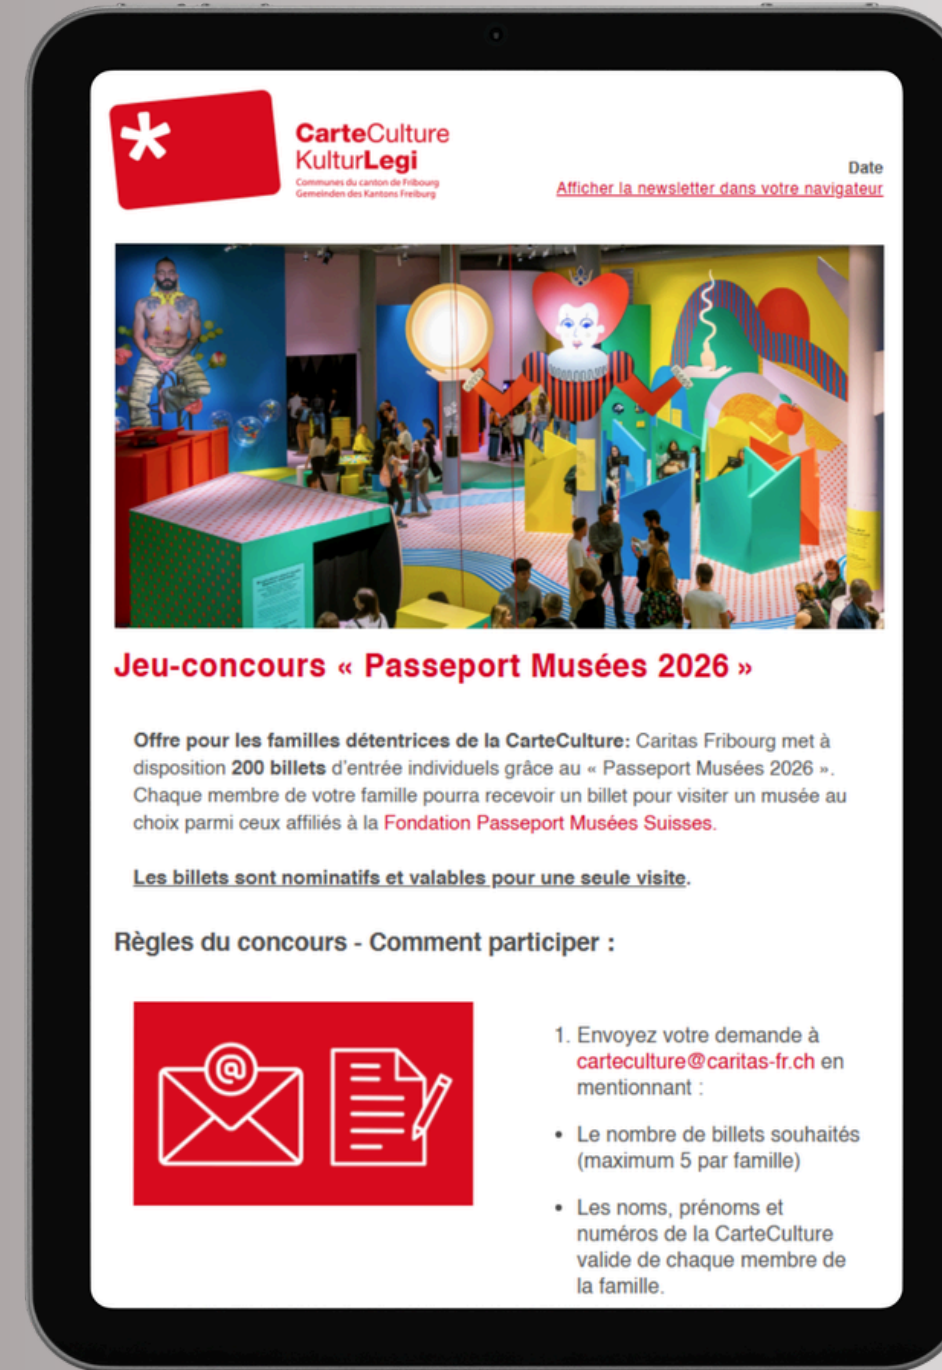 CarteCulture
KulturLegi
Communes du canton de Fribourg
Gemeinden des Kantons Freiburg
Date
Afficher la newsletter dans votre navigateur
Jeu-concours « Passeport Musées 2026 »
Offre pour les familles détentrices de la CarteCulture: Caritas Fribourg met à
disposition 200 billets d’entrée individuels grâce au « Passeport Musées 2026 ».
Chaque membre de votre famille pourra recevoir un billet pour visiter un musée au
choix parmi ceux affiliés à la Fondation Passeport Musées Suisses.
Les billets sont nominatifs et valables pour une seule visite.
Règles du concours - Comment participer :
@
1. Envoyez votre demande à
carteculture@caritas-fr.ch en
mentionnant :
• Le nombre de billets souhaités
(maximum 5 par famille)
• Les noms, prénoms et
numéros de la CarteCulture
valide de chaque membre de
la famille.